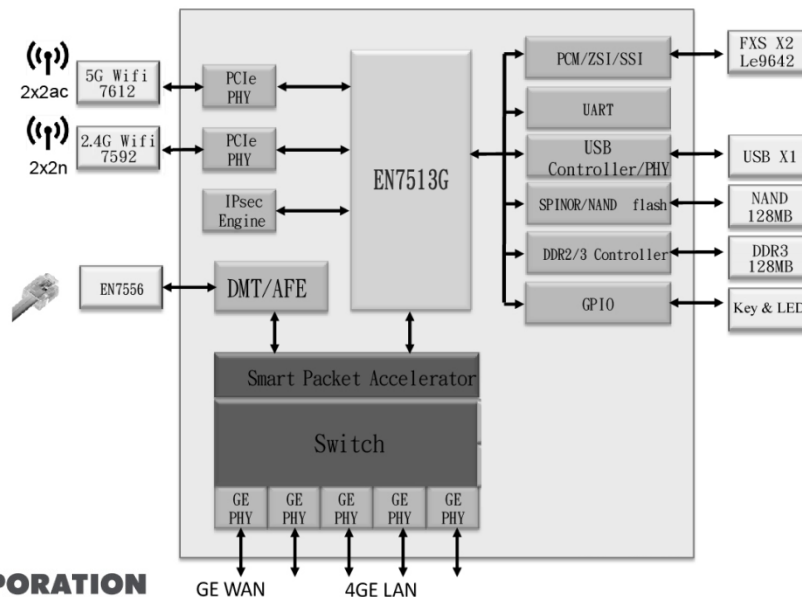 2x2ac
5G Wifi
7612
PCIe
PHY
2x2n
2.4G Wifi
7592
PCIe
PHY
IPsec
Engine
EN7556
DMT/AFE
EN7513G
PCM/ZSI/SSI
FXS X2
Le9642
UART
USB
Controller/PHY
USB X1
SPINOR/NAND flash
NAND
128MB
DDR2/3 Controller
DDR3
128MB
GPIO
Key & LED
Smart Packet Accelerator
Switch
GE
PHY
GE
PHY
GE
PHY
GE
PHY
GE
PHY
PORATION
GE WAN
4GE LAN